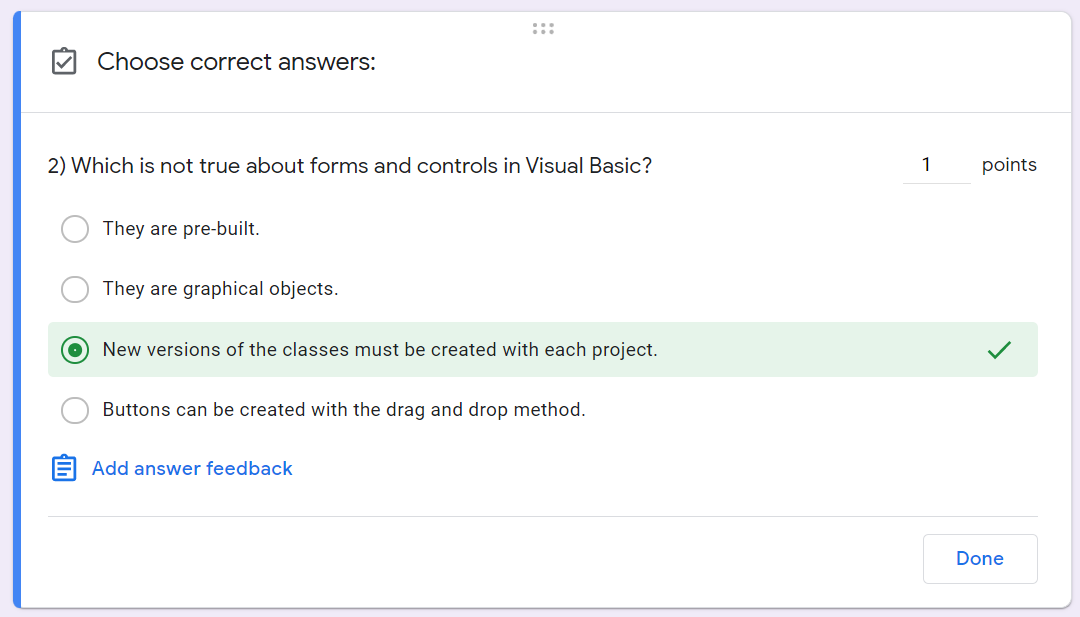 Choose correct answers:
2) Which is not true about forms and controls in Visual Basic?
1 points
They are pre-built.
They are graphical objects.
New versions of the classes must be created with each project.
Buttons can be created with the drag and drop method.
Add answer feedback
Done